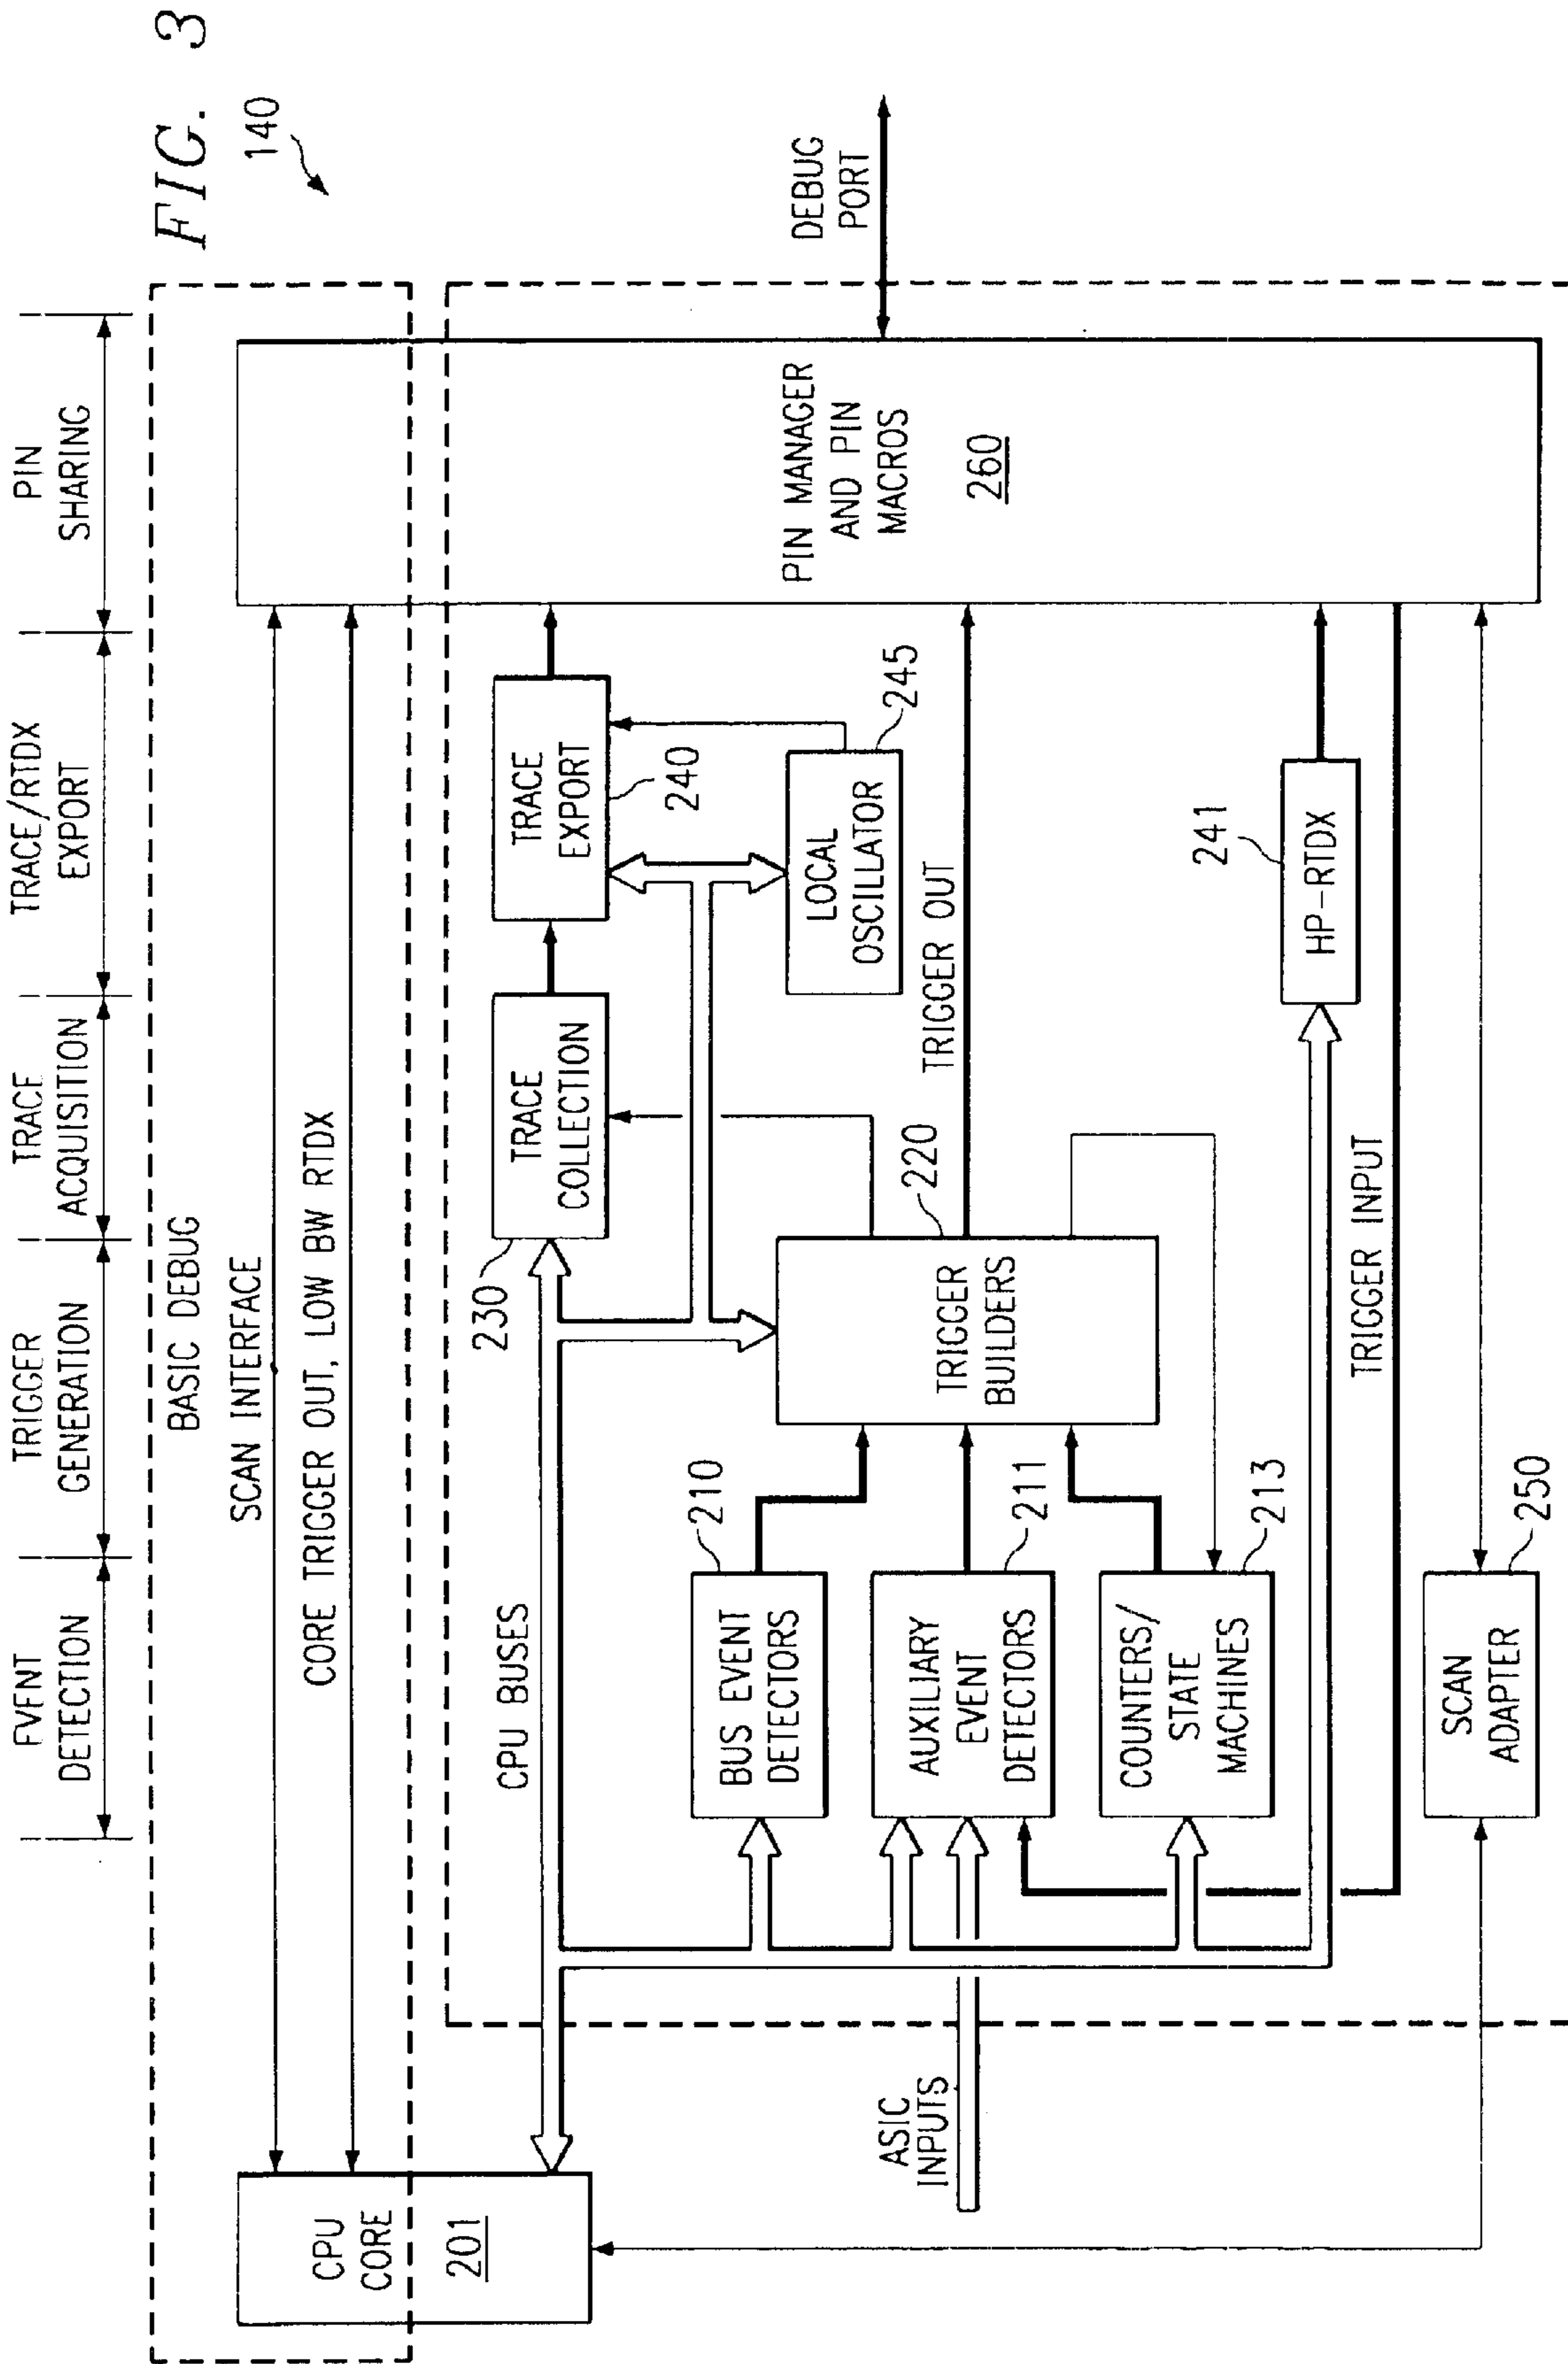 FIG. 3
140
EVENT
DETECTION
TRIGGER
GENERATION
TRACE
ACQUISITION
TRACE/RTDX
EXPORT
PIN
SHARING
BASIC DEBUG
SCAN INTERFACE
CORE TRIGGER OUT, LOW BW RTDX
CPU
CORE
201
CPU BUSES
230
TRACE
COLLECTION
TRACE
EXPORT
240
LOCAL
OSCILLATOR
245
BUS EVENT
DETECTORS
210
AUXILIARY
EVENT
DETECTORS
211
COUNTERS/
STATE
MACHINES
213
TRIGGER
BUILDERS
220
TRIGGER OUT
ASIC
INPUTS
PIN MANAGER
AND PIN
MACROS
260
DEBUG
PORT
241
HP-RTDX
TRIGGER INPUT
SCAN
ADAPTER
250